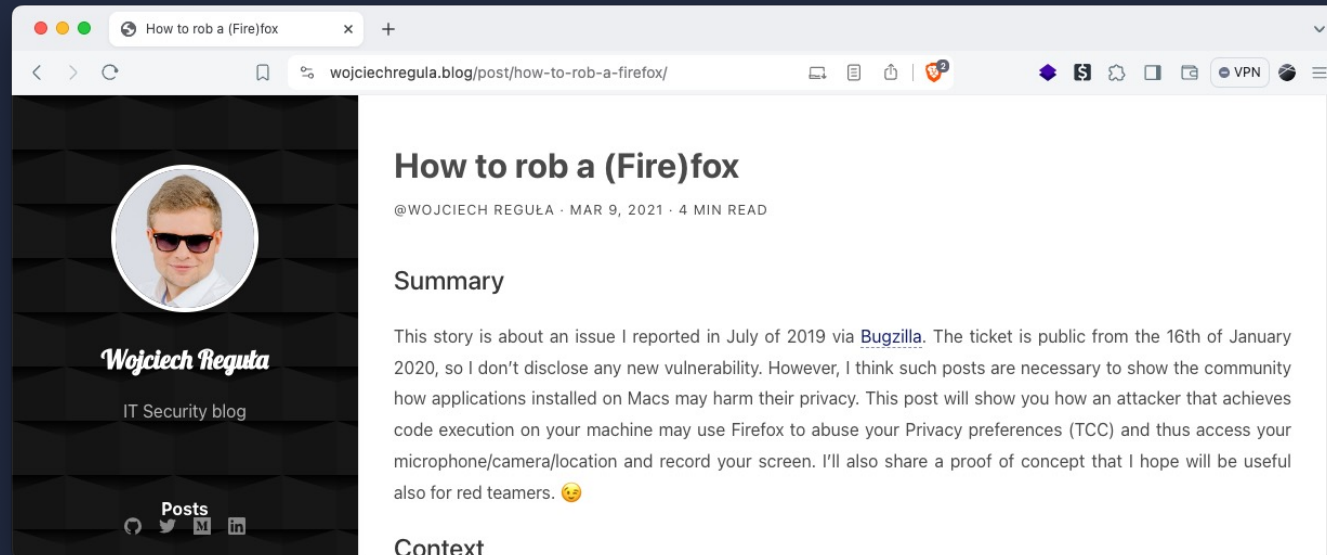 How to rob a (Fire)fox
wojciechregula.blog/post/how-to-rob-a-firefox/
2
VPN
Wojciech Reguła
IT Security blog
Posts
How to rob a (Fire)fox
@WOJCIECH REGUŁA · MAR 9, 2021 · 4 MIN READ
Summary
This story is about an issue I reported in July of 2019 via Bugzilla. The ticket is public from the 16th of January
2020, so I don’t disclose any new vulnerability. However, I think such posts are necessary to show the community
how applications installed on Macs may harm their privacy. This post will show you how an attacker that achieves
code execution on your machine may use Firefox to abuse your Privacy preferences (TCC) and thus access your
microphone/camera/location and record your screen. I’ll also share a proof of concept that I hope will be useful
also for red teamers. 😉
Context